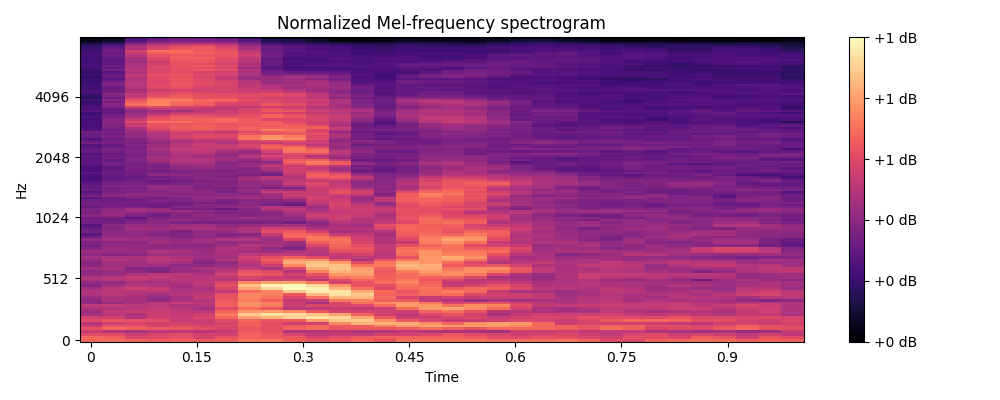 Normalized Mel-frequency spectrogram
Hz
4096
2048
1024
512
0
0 0.15 0.3 0.45 0.6 0.75 0.9
Time
+1 dB
+1 dB
+1 dB
+0 dB
+0 dB
+0 dB